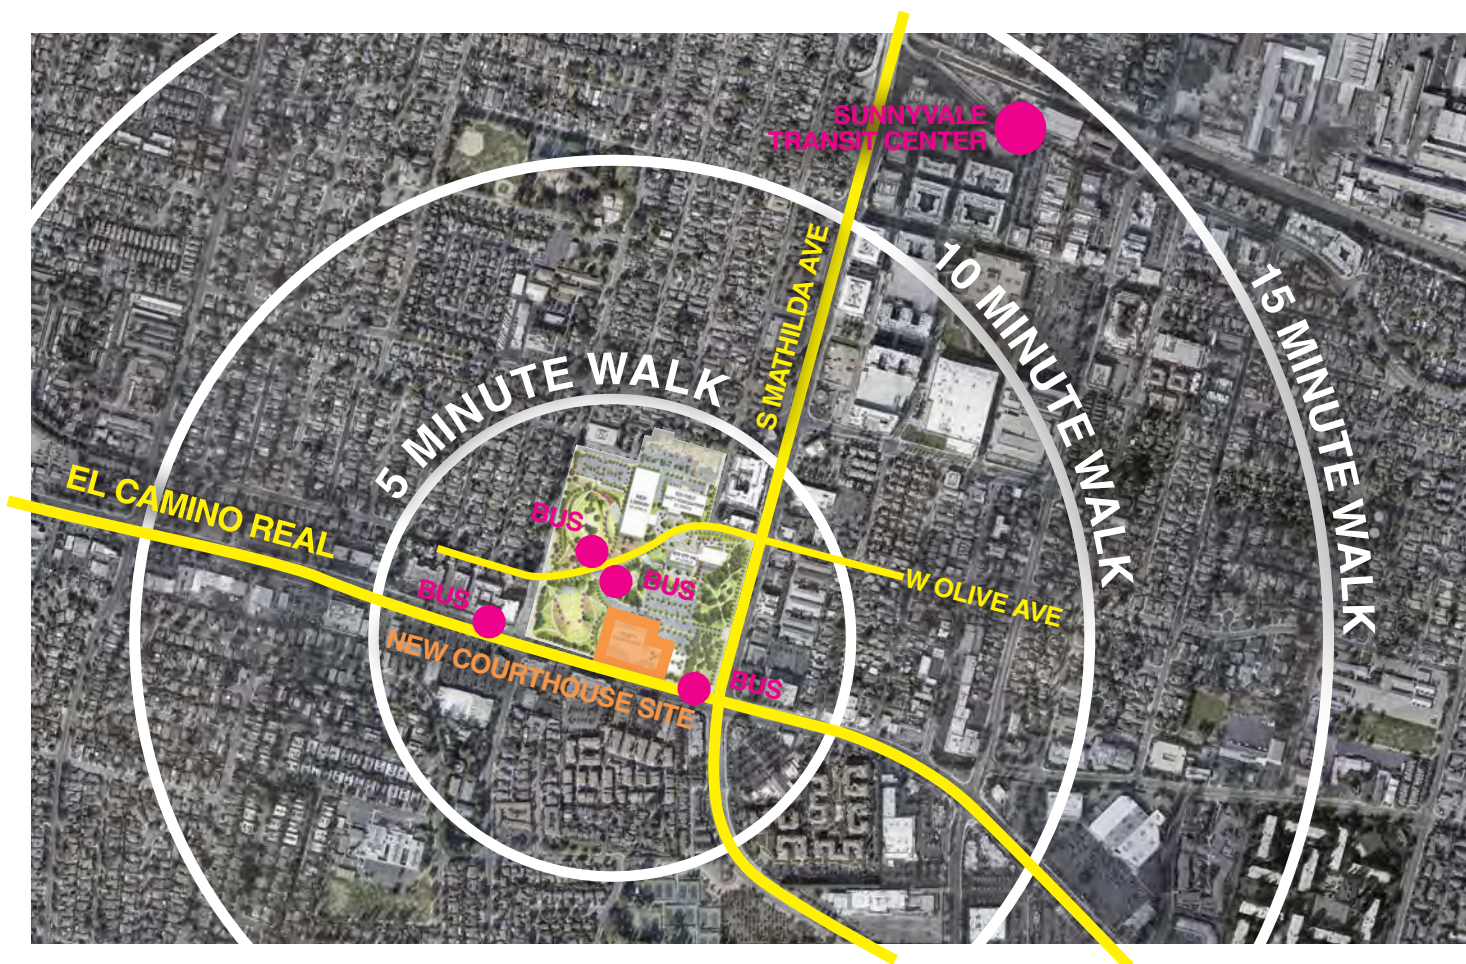 SUNNYVALE
TRANSIT CENTER
S MATHILDA AVE
10 MINUTE WALK
15 MINUTE WALK
5 MINUTE WALK
EL CAMINO REAL
BUS
BUS
BUS
W OLIVE AVE
NEW COURTHOUSE SITE
BUS